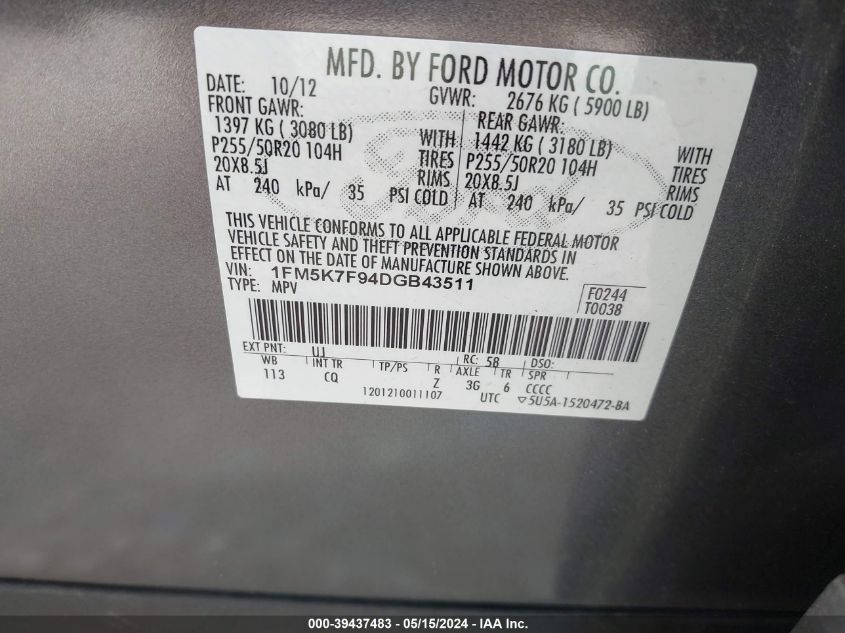 MFD. BY FORD MOTOR CO.
DATE: 10/12 GVWR: 2676 KG ( 5900 LB)
FRONT GAWR: REAR GAWR:
1397 KG ( 3080 LB) WITH 1442 KG ( 3180 LB) WITH
P255/50R20 104H TIRES P255/50R20 104H TIRES
20X8.5J RIMS 20X8.5J RIMS
AT 240 kPa/ 35 PSI COLD AT 240 kPa/ 35 PSI COLD
THIS VEHICLE CONFORMS TO ALL APPLICABLE FEDERAL MOTOR
VEHICLE SAFETY AND THEFT PREVENTION STANDARDS IN
EFFECT ON THE DATE OF MANUFACTURE SHOWN ABOVE.
VIN: 1FM5K7F94DGB43511
TYPE: MPV
F0244
T0038
EXT PNT: UJ RC: 58 DSO:
WB INT TR TP/PS R AXLE TR SPR
113 CQ Z 3G 6 CCCC
1201210011107 UTC ▽5U5A-1520472-BA
000-39437483 - 05/15/2024 - IAA Inc.